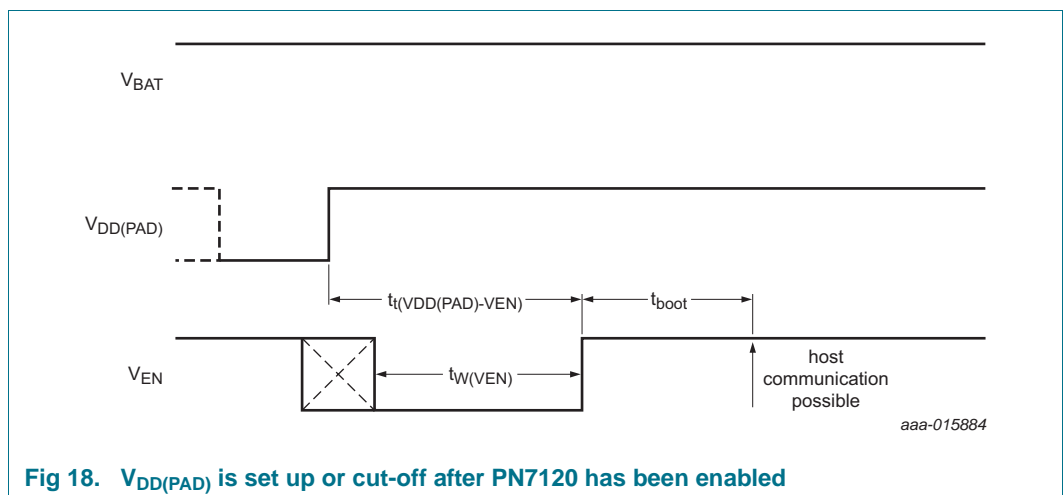 VBAT
VDD(PAD)
tt(VDD(PAD)-VEN)
tboot
VEN
tW(VEN)
host
communication
possible
aaa-015884
Fig 18. VDD(PAD) is set up or cut-off after PN7120 has been enabled